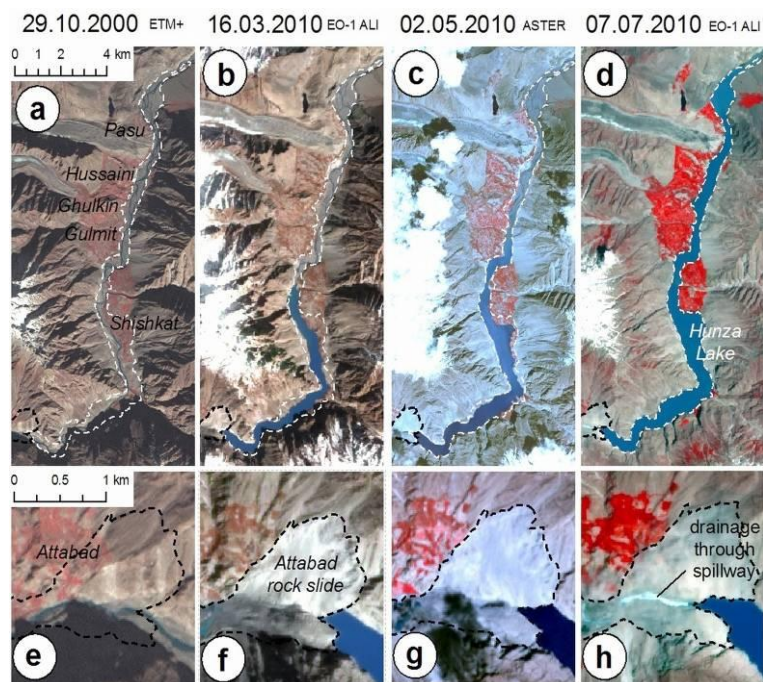 29.10.2000 ETM+
16.03.2010 EO-1 ALI
02.05.2010 ASTER
07.07.2010 EO-1 ALI
0 1 2 4 km
a
b
c
d
Pasu
Hussaini
Ghulkin
Gulmit
Shishkat
Hunza
Lake
0 0.5 1 km
Attabad
Attabad
rock slide
drainage
through
spillway
e
f
g
h